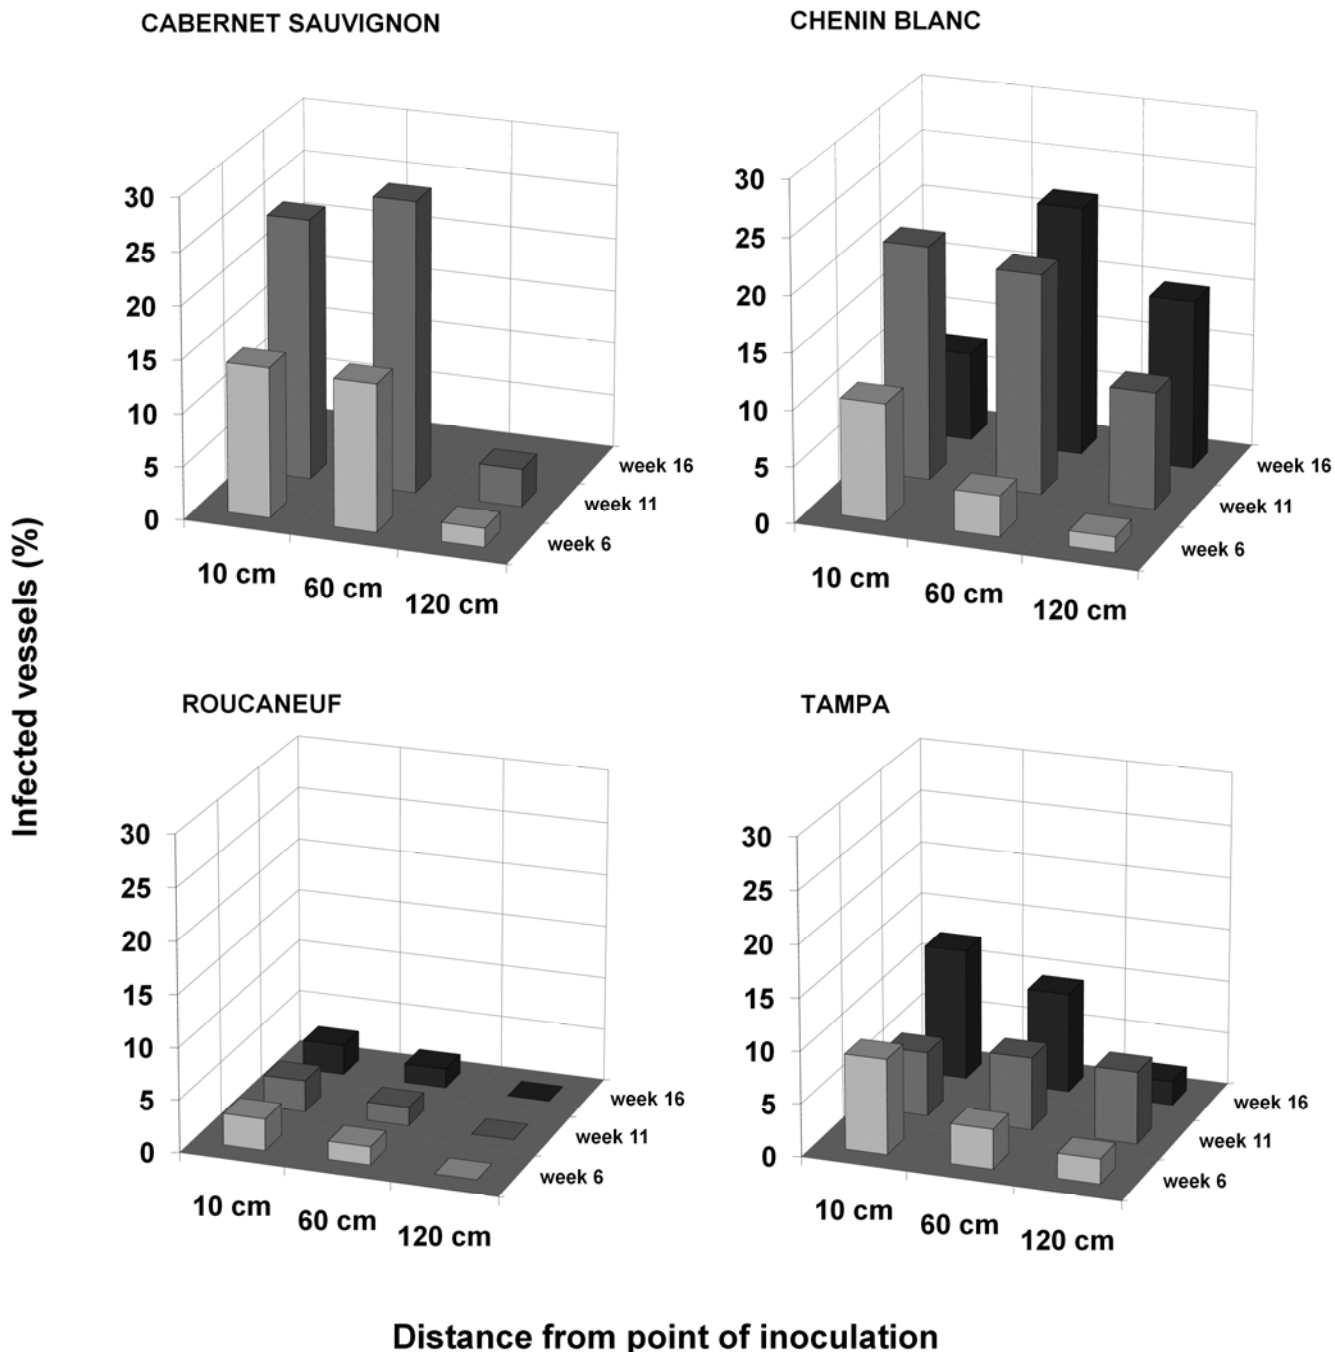 CABERNET SAUVIGNON
30
25
20
15
10
5
0
10 cm
60 cm
120 cm
week 16
week 11
week 6
CHENIN BLANC
30
25
20
15
10
5
0
10 cm
60 cm
120 cm
week 16
week 11
week 6
Infected vessels (%)
ROUCANEUF
30
25
20
15
10
5
0
10 cm
60 cm
120 cm
week 16
week 11
week 6
TAMPA
30
25
20
15
10
5
0
10 cm
60 cm
120 cm
week 16
week 11
week 6
Distance from point of inoculation